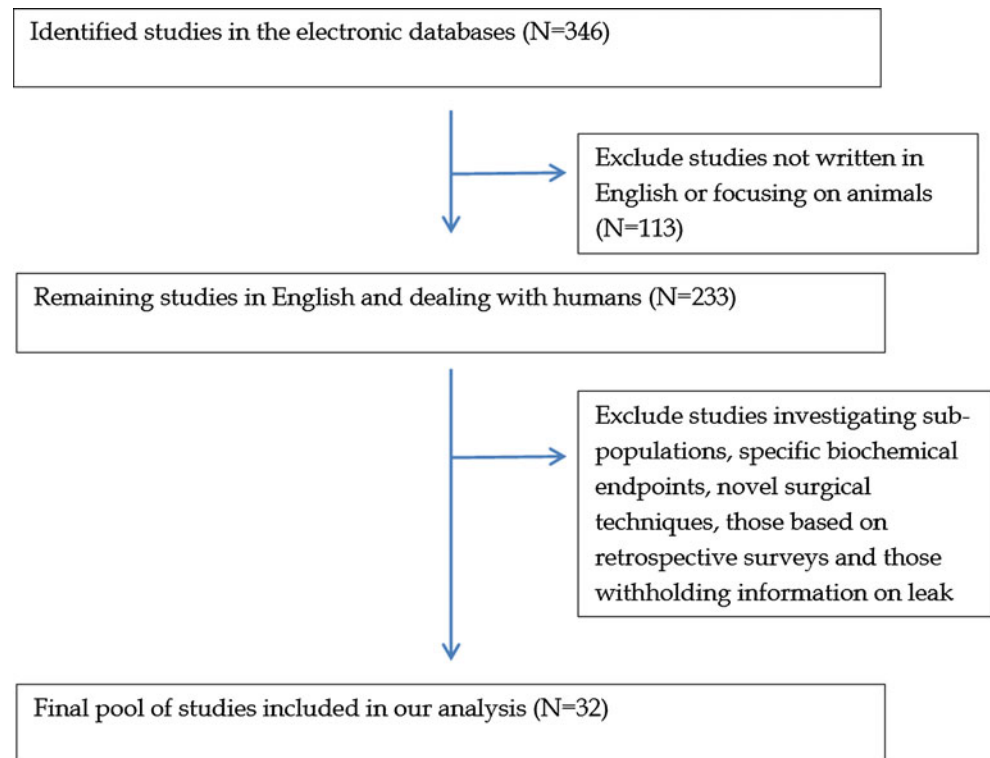 Identified studies in the electronic databases (N=346)
Exclude studies not written in
English or focusing on animals
(N=113)
Remaining studies in English and dealing with humans (N=233)
Exclude studies investigating sub-
populations, specific biochemical
endpoints, novel surgical
techniques, those based on
retrospective surveys and those
withholding information on leak
Final pool of studies included in our analysis (N=32)